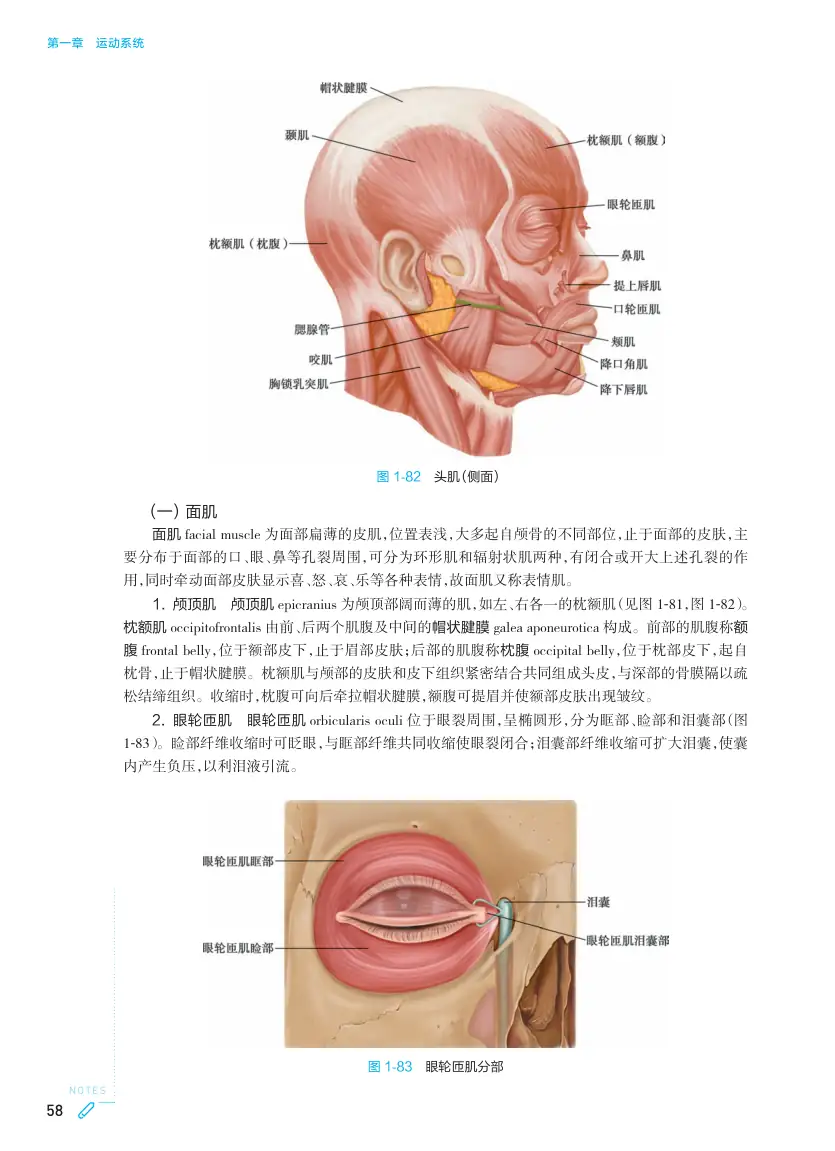 第一章 运动系统
帽状腱膜
颞肌
枕额肌（额腹）
眼轮匝肌
枕额肌（枕腹）
鼻肌
提上唇肌
口轮匝肌
腮腺管
颊肌
咬肌
降口角肌
胸锁乳突肌
降下唇肌
图 1-82 头肌（侧面）
（一）面肌
面肌 facial muscle 为面部扁薄的皮肌，位置表浅，大多起自颅骨的不同部位，止于面部的皮肤，主
要分布于面部的口、眼、鼻等孔裂周围，可分为环形肌和辐射状肌两种，有闭合或开大上述孔裂的作
用，同时牵动面部皮肤显示喜、怒、哀、乐等各种表情，故面肌又称表情肌。
1. 颅顶肌 颅顶肌 epicranius 为颅顶部阔而薄的肌，如左、右各一的枕额肌（见图 1-81，图 1-82）。
枕额肌 occipitofrontalis 由前、后两个肌腹及中间的帽状腱膜 galea aponeurotica 构成。前部的肌腹称额
腹 frontal belly，位于额部皮下，止于眉部皮肤；后部的肌腹称枕腹 occipital belly，位于枕部皮下，起自
枕骨，止于帽状腱膜。枕额肌与颅部的皮肤和皮下组织紧密结合共同组成头皮，与深部的骨膜隔以疏
松结缔组织。收缩时，枕腹可向后牵拉帽状腱膜，额腹可提眉并使额部皮肤出现皱纹。
2. 眼轮匝肌 眼轮匝肌 orbicularis oculi 位于眼裂周围，呈椭圆形，分为眶部、睑部和泪囊部（图
1-83）。睑部纤维收缩时可眨眼，与眶部纤维共同收缩使眼裂闭合；泪囊部纤维收缩可扩大泪囊，使囊
内产生负压，以利泪液引流。
眼轮匝肌眶部
泪囊
眼轮匝肌睑部
眼轮匝肌泪囊部
图 1-83 眼轮匝肌分部
NOTES
58